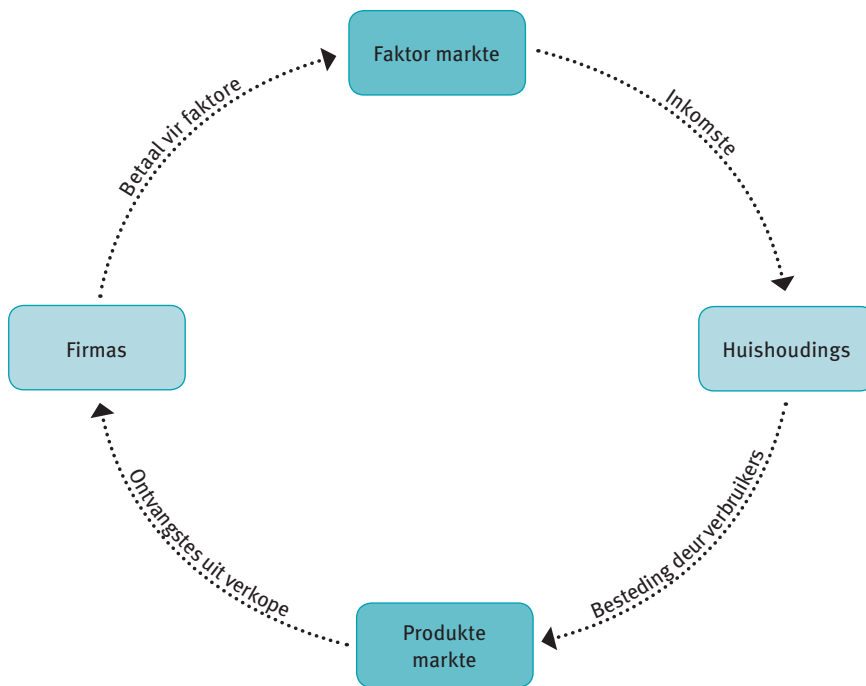 Faktor markte
Betaal vir faktore
Inkomste
Firmas
Huishoudings
Ontvangstes uit verkope
Besteding deur verbruikers
Produkte
markte